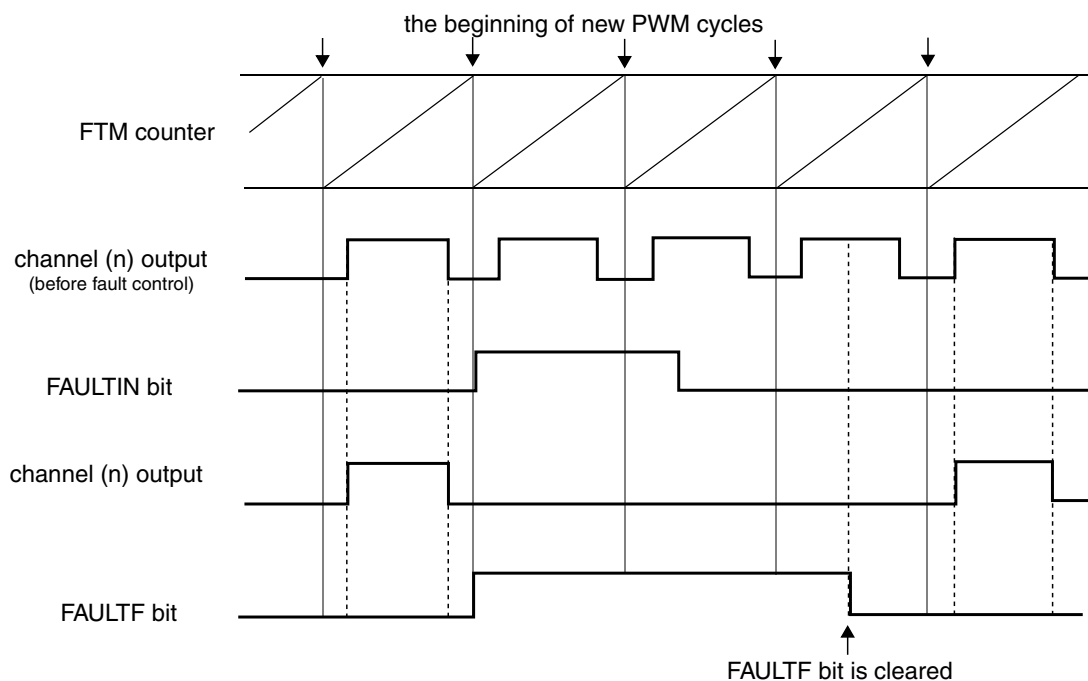 the beginning of new PWM cycles
FTM counter
channel (n) output
(before fault control)
FAULTIN bit
channel (n) output
FAULTF bit
FAULTF bit is cleared